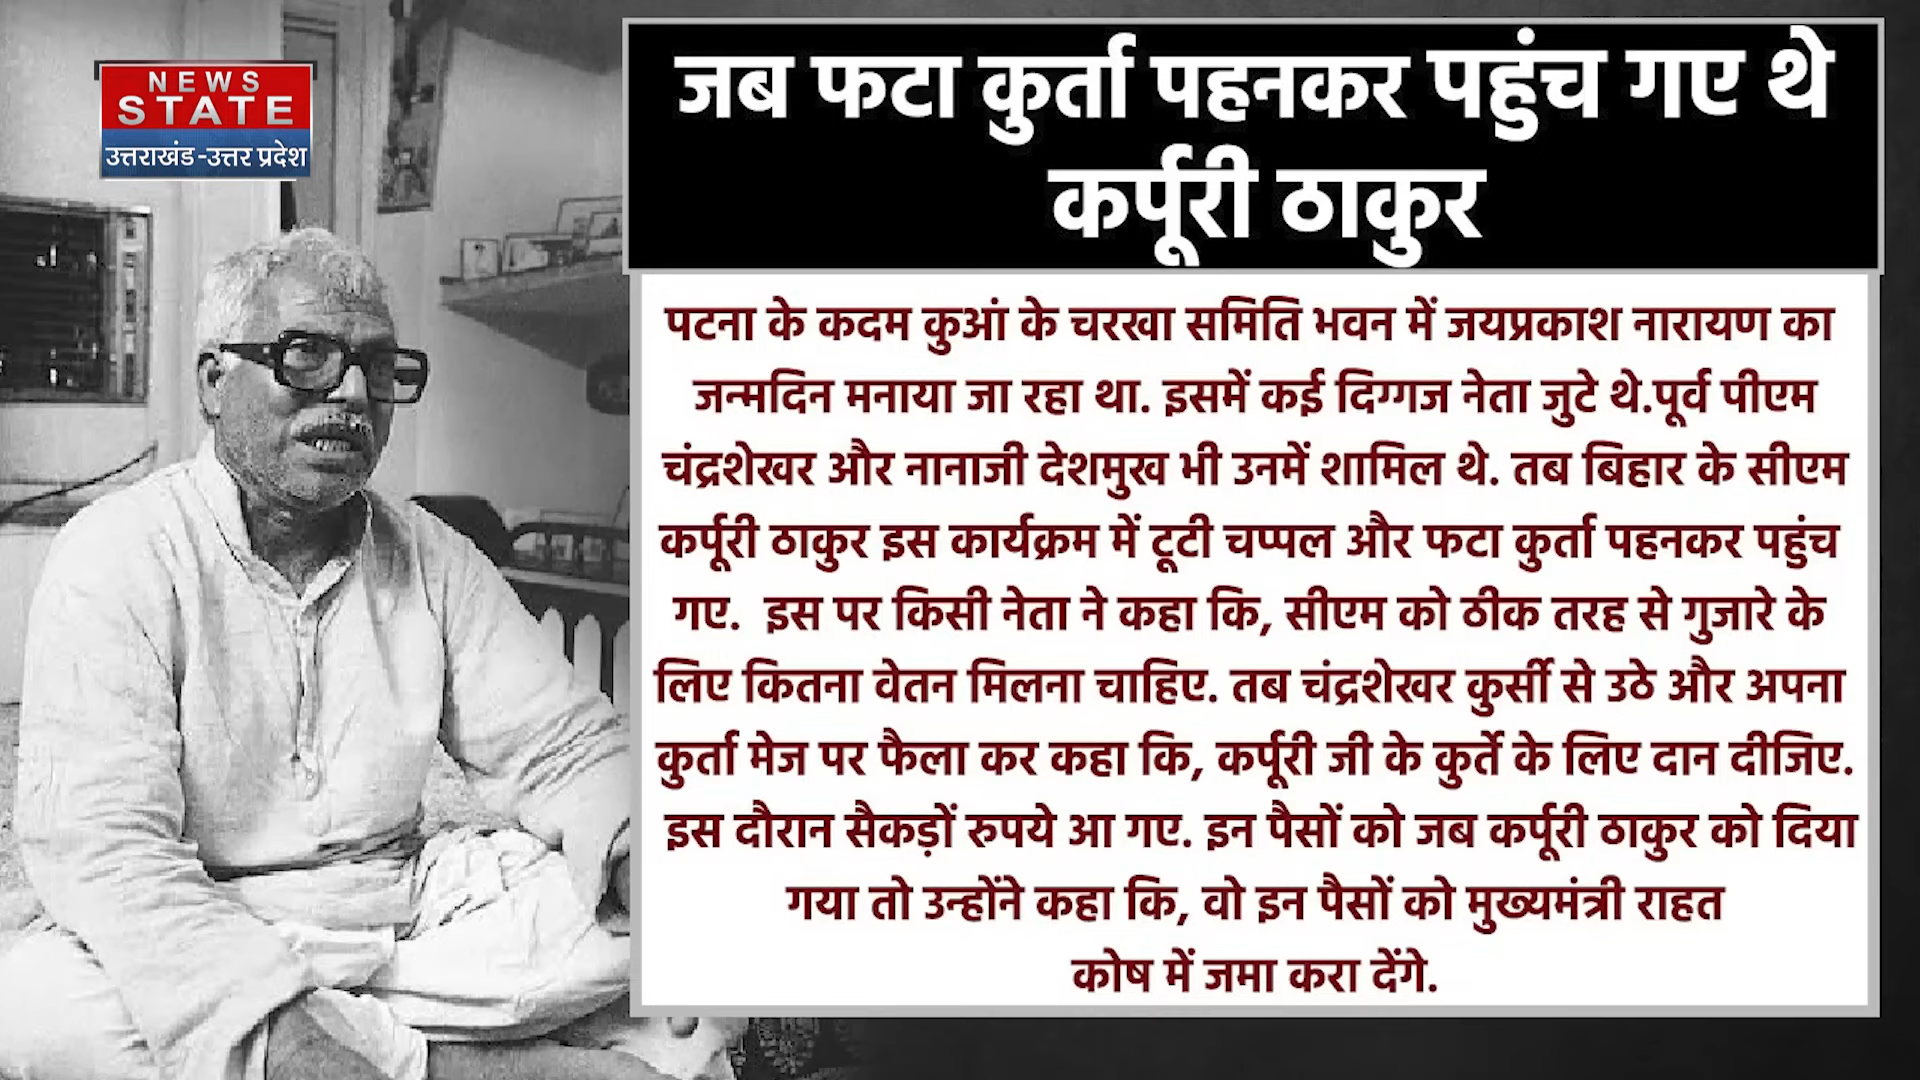 NEWS
STATE
उत्तराखंड-उत्तर प्रदेश
जब फटा कुर्ता पहनकर पहुंच गए थे
कर्पूरी ठाकुर
पटना के कदम कुआं के चरखा समिति भवन में जयप्रकाश नारायण का
जन्मदिन मनाया जा रहा था. इसमें कई दिग्गज नेता जुटे थे.पूर्व पीएम
चंद्रशेखर और नानाजी देशमुख भी उनमें शामिल थे. तब बिहार के सीएम
कर्पूरी ठाकुर इस कार्यक्रम में टूटी चप्पल और फटा कुर्ता पहनकर पहुंच
गए. इस पर किसी नेता ने कहा कि, सीएम को ठीक तरह से गुजारे के
लिए कितना वेतन मिलना चाहिए. तब चंद्रशेखर कुर्सी से उठे और अपना
कुर्ता मेज पर फैला कर कहा कि, कर्पूरी जी के कुर्ते के लिए दान दीजिए.
इस दौरान सैकड़ों रुपये आ गए. इन पैसों को जब कर्पूरी ठाकुर को दिया
गया तो उन्होंने कहा कि, वो इन पैसों को मुख्यमंत्री राहत
कोष में जमा करा देंगे.